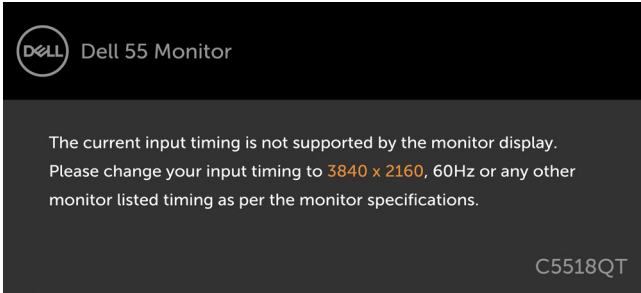 DELL
Dell 55 Monitor
The current input timing is not supported by the monitor display.
Please change your input timing to 3840 x 2160, 60Hz or any other
monitor listed timing as per the monitor specifications.
C5518QT